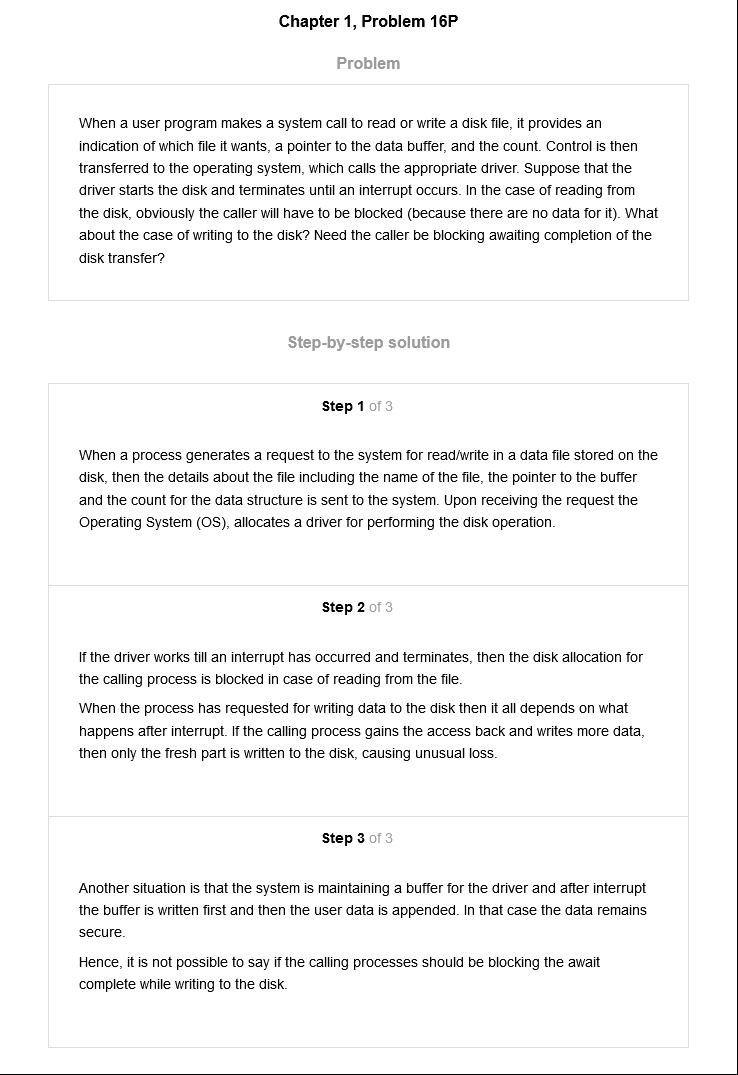 Chapter 1, Problem 16P
Problem
When a user program makes a system call to read or write a disk file, it provides an
indication of which file it wants, a pointer to the data buffer, and the count. Control is then
transferred to the operating system, which calls the appropriate driver. Suppose that the
driver starts the disk and terminates until an interrupt occurs. In the case of reading from
the disk, obviously the caller will have to be blocked (because there are no data for it). What
about the case of writing to the disk? Need the caller be blocking awaiting completion of the
disk transfer?
Step-by-step solution
Step 1 of 3
When a process generates a request to the system for read/write in a data file stored on the
disk, then the details about the file including the name of the file, the pointer to the buffer
and the count for the data structure is sent to the system. Upon receiving the request the
Operating System (OS), allocates a driver for performing the disk operation.
Step 2 of 3
If the driver works till an interrupt has occurred and terminates, then the disk allocation for
the calling process is blocked in case of reading from the file.
When the process has requested for writing data to the disk then it all depends on what
happens after interrupt. If the calling process gains the access back and writes more data,
then only the fresh part is written to the disk, causing unusual loss.
Step 3 of 3
Another situation is that the system is maintaining a buffer for the driver and after interrupt
the buffer is written first and then the user data is appended. In that case the data remains
secure.
Hence, it is not possible to say if the calling processes should be blocking the await
complete while writing to the disk.